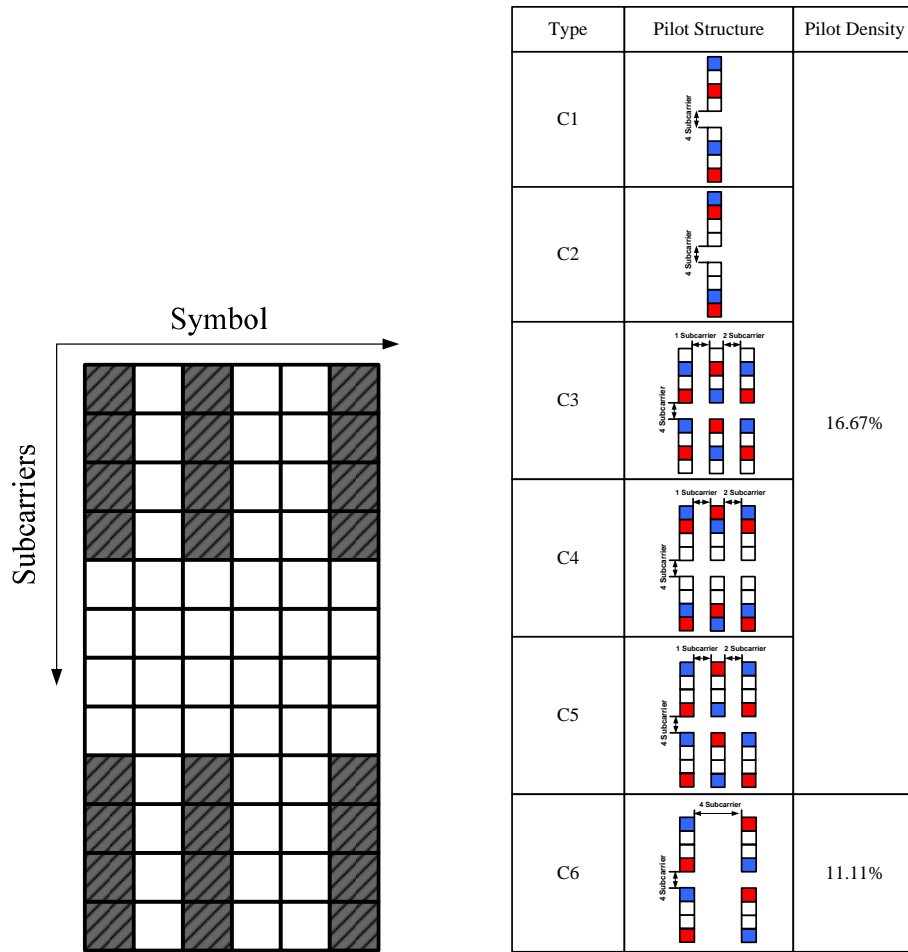 Symbol
Subcarriers
Type Pilot Structure Pilot Density
C1
4 Subcarrier
C2
4 Subcarrier
C3
1 Subcarrier 2 Subcarrier
4 Subcarrier
16.67%
C4
1 Subcarrier 2 Subcarrier
4 Subcarrier
C5
1 Subcarrier 2 Subcarrier
4 Subcarrier
C6
4 Subcarrier
4 Subcarrier
11.11%